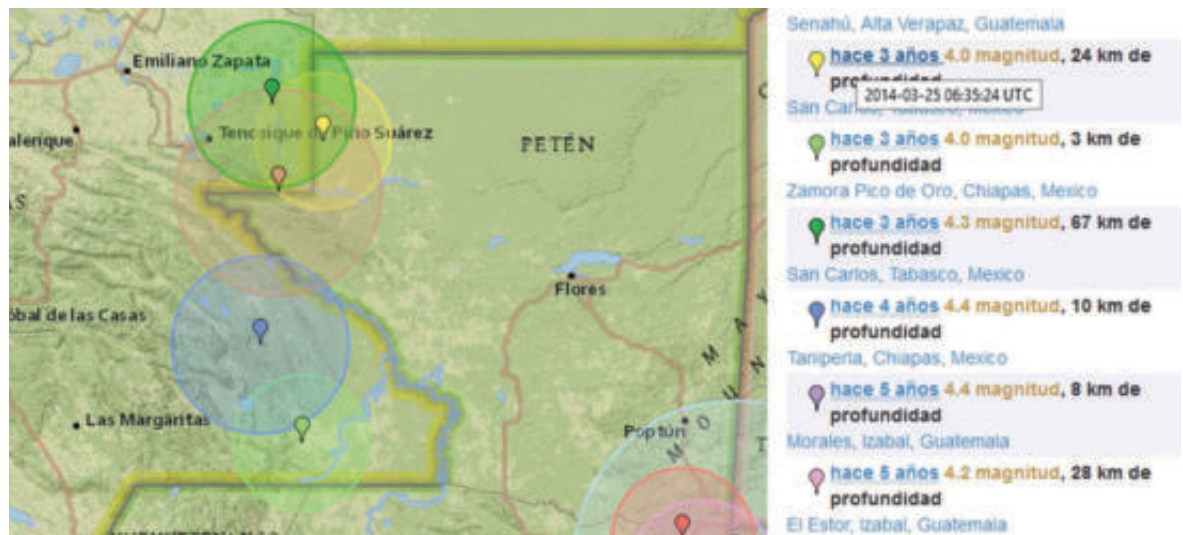 Emiliano Zapata
alenque
Tenosique de Pino Suárez
PETÉN
AS
Flores
óbal de las Casas
Las Margaritas
Poptún
M A Y
M O U N T
Senahú, Alta Verapaz, Guatemala
hace 3 años 4.0 magnitud, 24 km de
profundidad
2014-03-25 06:35:24 UTC
San Carlos, Tabasco, Mexico
hace 3 años 4.0 magnitud, 3 km de
profundidad
Zamora Pico de Oro, Chiapas, Mexico
hace 3 años 4.3 magnitud, 67 km de
profundidad
San Carlos, Tabasco, Mexico
hace 4 años 4.4 magnitud, 10 km de
profundidad
Taniperla, Chiapas, Mexico
hace 5 años 4.4 magnitud, 8 km de
profundidad
Morales, Izabal, Guatemala
hace 5 años 4.2 magnitud, 28 km de
profundidad
El Estor, Izabal, Guatemala